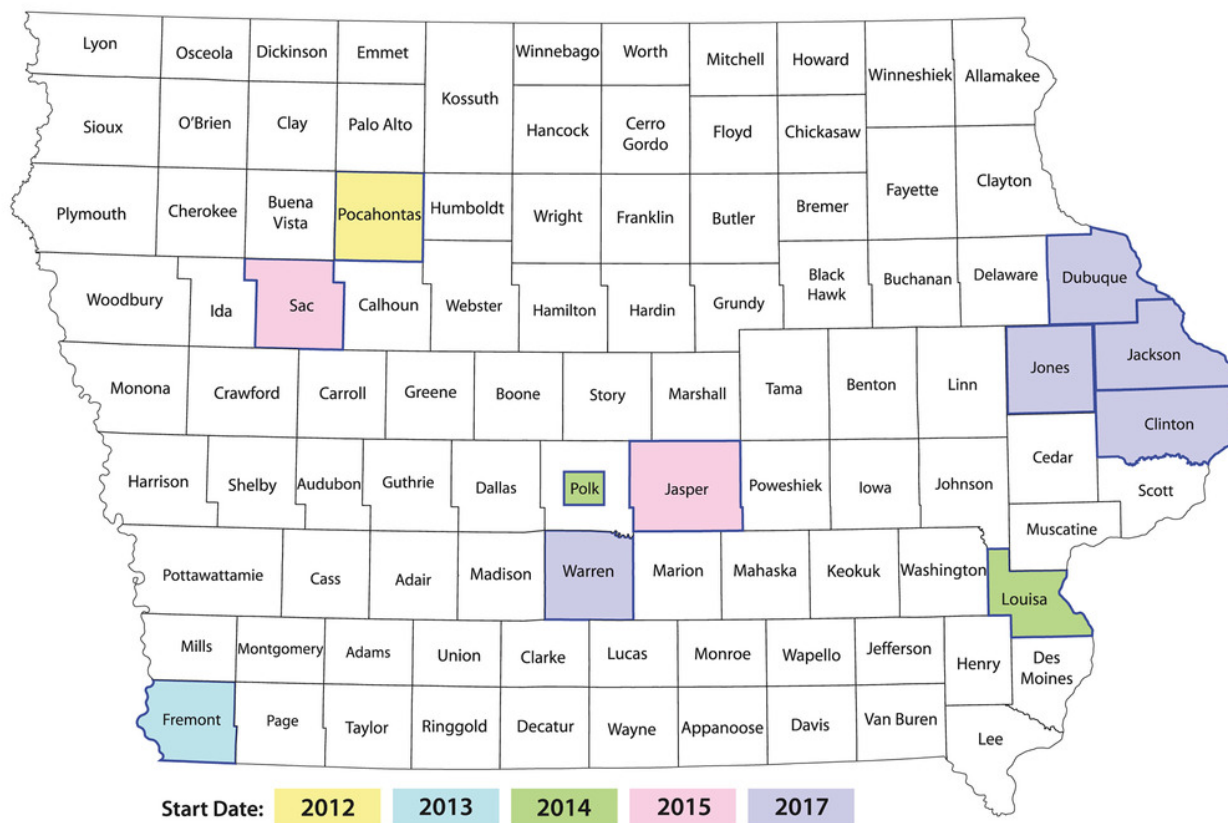 Lyon
Osceola
Dickinson
Emmet
Kossuth
Winnebago
Worth
Mitchell
Howard
Winneshiek
Allamakee
Sioux
O'Brien
Clay
Palo Alto
Hancock
Cerro
Gordo
Floyd
Chickasaw
Plymouth
Cherokee
Buena
Vista
Pocahontas
Humboldt
Wright
Franklin
Butler
Bremer
Fayette
Clayton
Woodbury
Ida
Sac
Calhoun
Webster
Hamilton
Hardin
Grundy
Black
Hawk
Buchanan
Delaware
Dubuque
Monona
Crawford
Carroll
Greene
Boone
Story
Marshall
Tama
Benton
Linn
Jones
Jackson
Clinton
Harrison
Shelby
Audubon
Guthrie
Dallas
Polk
Jasper
Poweshiek
Iowa
Johnson
Cedar
Scott
Muscatine
Pottawattamie
Cass
Adair
Madison
Warren
Marion
Mahaska
Keokuk
Washington
Louisa
Mills
Montgomery
Adams
Union
Clarke
Lucas
Monroe
Wapello
Jefferson
Henry
Des
Moines
Fremont
Page
Taylor
Ringgold
Decatur
Wayne
Appanoose
Davis
Van Buren
Lee
Start Date: 2012 2013 2014 2015 2017